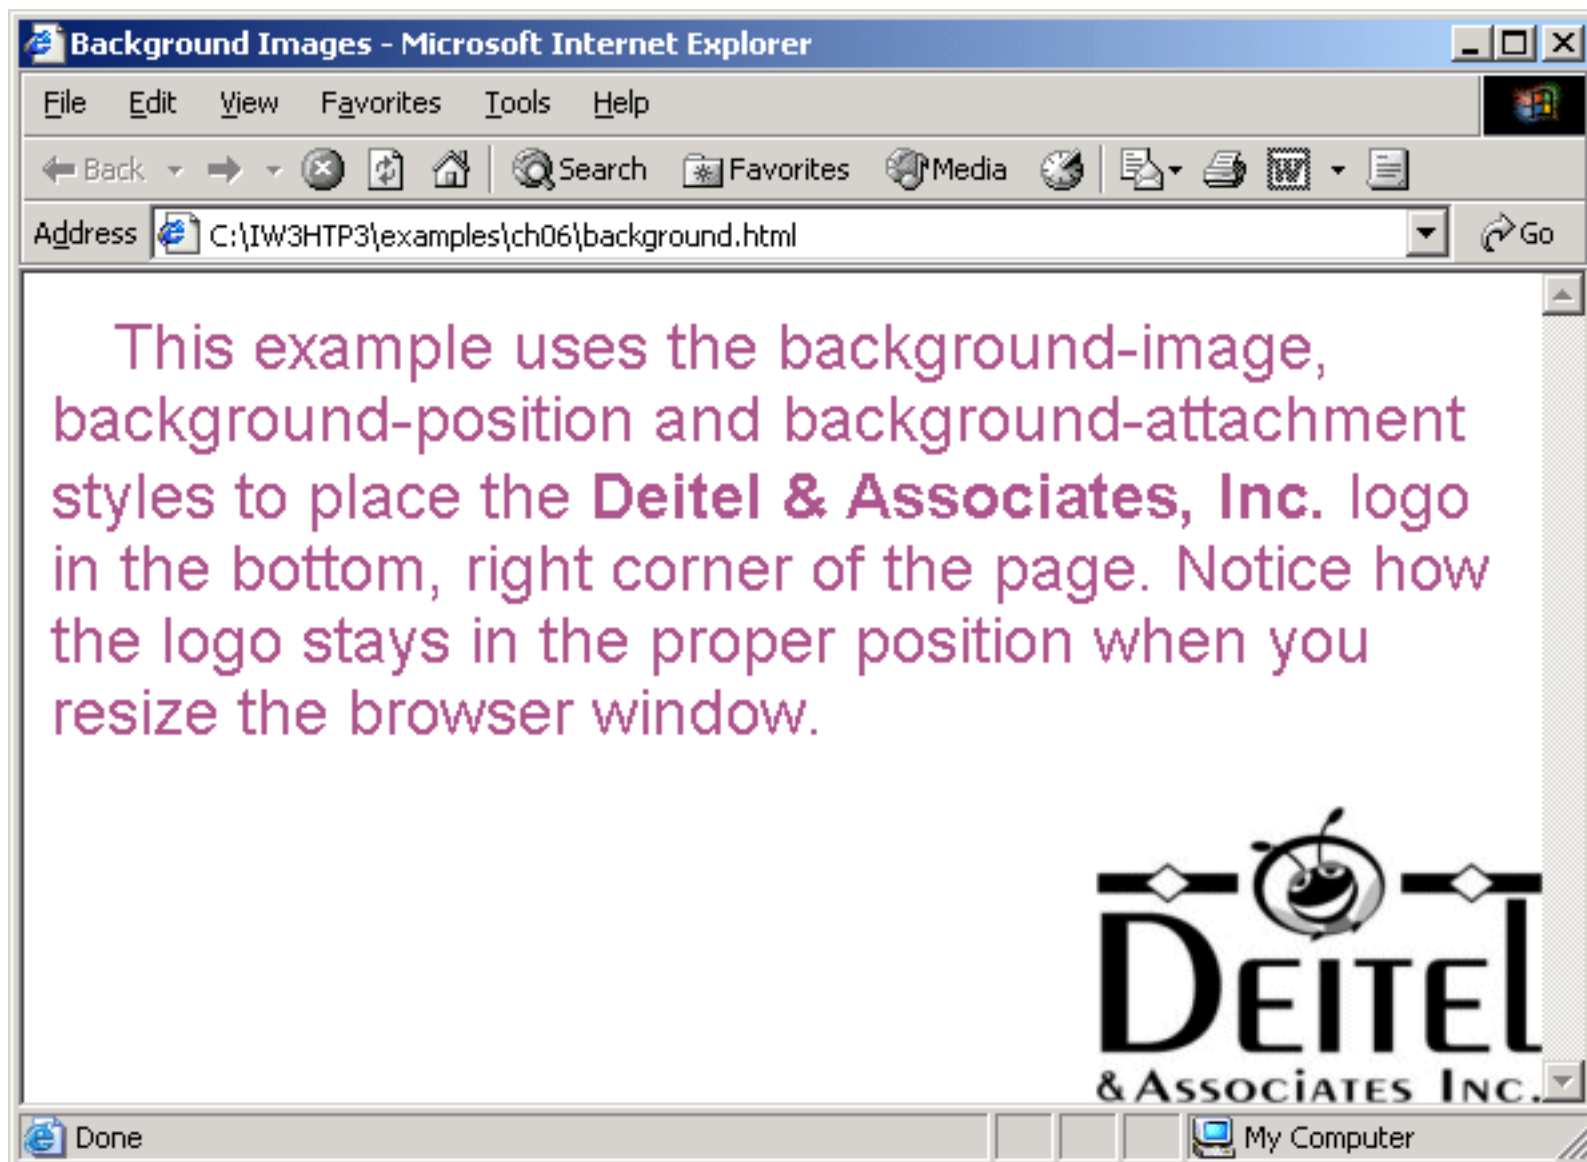 Background Images - Microsoft Internet Explorer
File Edit View Favorites Tools Help
Back Search Favorites Media W
Address C:\IW3HTP3\examples\ch06\background.html Go
This example uses the background-image,
background-position and background-attachment
styles to place the Deitel & Associates, Inc. logo
in the bottom, right corner of the page. Notice how
the logo stays in the proper position when you
resize the browser window.
DEITEL
& ASSOCiATES INC.
Done My Computer